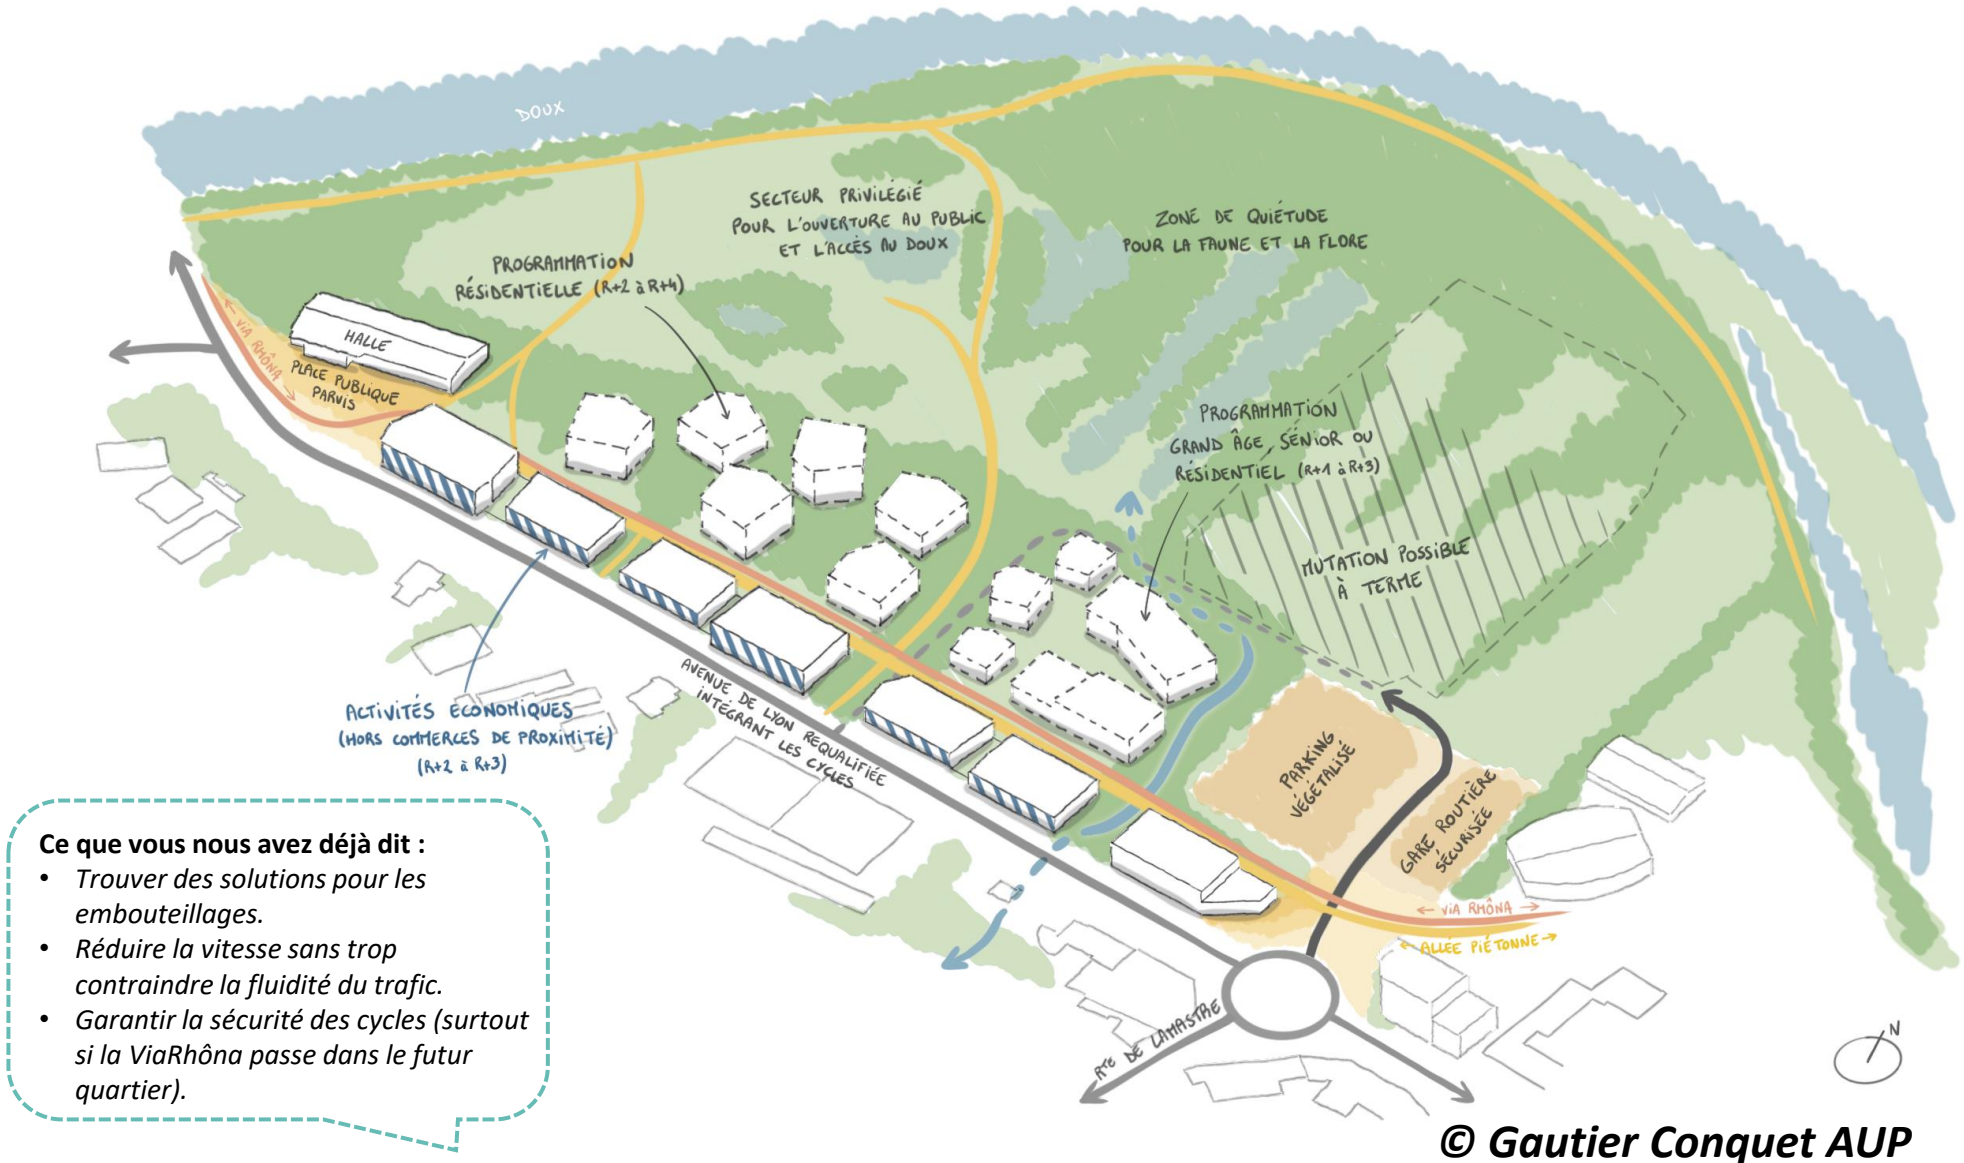 DOUX
SECTEUR PRIVILÉGIÉ
POUR L'OUVERTURE AU PUBLIC
ET L'ACCÈS AU DOUX
ZONE DE QUIÉTUDE
POUR LA FAUNE ET LA FLORE
PROGRAMMATION
RÉSIDENTIELLE (R+2 à R+4)
← VIA RHÔNA →
HALLE
PLACE PUBLIQUE
PARVIS
PROGRAMMATION
GRAND ÂGE, SÉNIOR OU
RÉSIDENTIEL (R+1 à R+3)
MUTATION POSSIBLE
À TERME
ACTIVITÉS ÉCONOMIQUES
(HORS COMMERCES DE PROXIMITÉ)
(R+2 à R+3)
AVENUE DE LYON REQUALIFIÉE
INTÉGRANT LES CYCLES
PARKING
VÉGÉTALISÉ
GARE ROUTIÈRE
SÉCURISÉE
← VIA RHÔNA →
← ALLÉE PIÉTONNE →
RTE DE LAMASTRE
N
Ce que vous nous avez déjà dit :
• Trouver des solutions pour les
embouteillages.
• Réduire la vitesse sans trop
contraindre la fluidité du trafic.
• Garantir la sécurité des cycles (surtout
si la ViaRhôna passe dans le futur
quartier).
© Gautier Conquet AUP